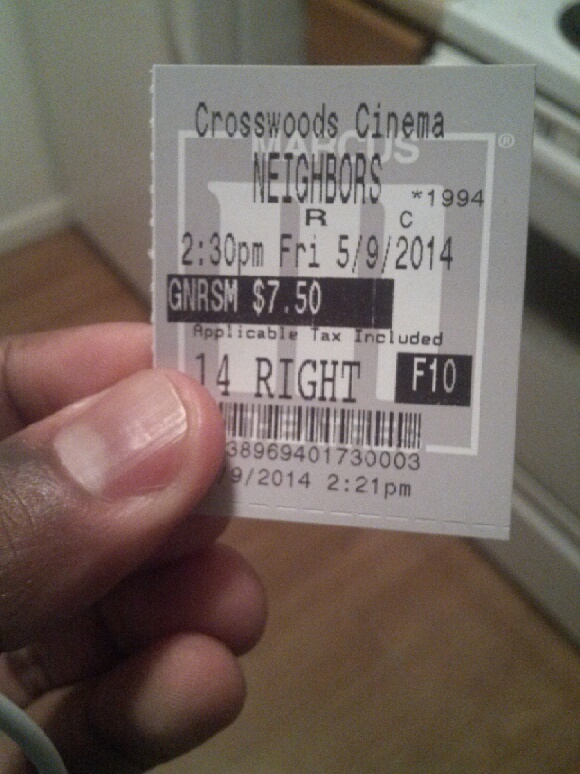 Crosswoods Cinema
MARCUS®
NEIGHBORS *1994
R C
2:30pm Fri 5/9/2014
GNRSM $7.50
Applicable Tax Included
14 RIGHT F10
38969401730003
9/2014 2:21pm